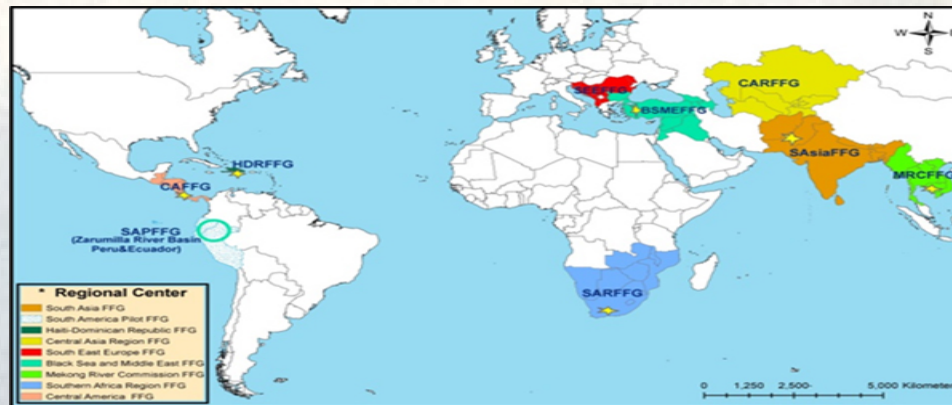 N
W
S
CARFFG
SEEFFG
BSMEFFG
SAsiaFFG
HDRFFG
MRCFFG
CAFFG
SAPFFG
(Zarumilla River Basin
Peru&Ecuador)
SARFFG
* Regional Center
South Asia FFG
South America Pilot FFG
Haiti-Dominican Republic FFG
Central Asia Region FFG
South East Europe FFG
Black Sea and Middle East FFG
Mekong River Commission FFG
Southern Africa Region FFG
Central America FFG
0 1,250 2,500 5,000 Kilometer